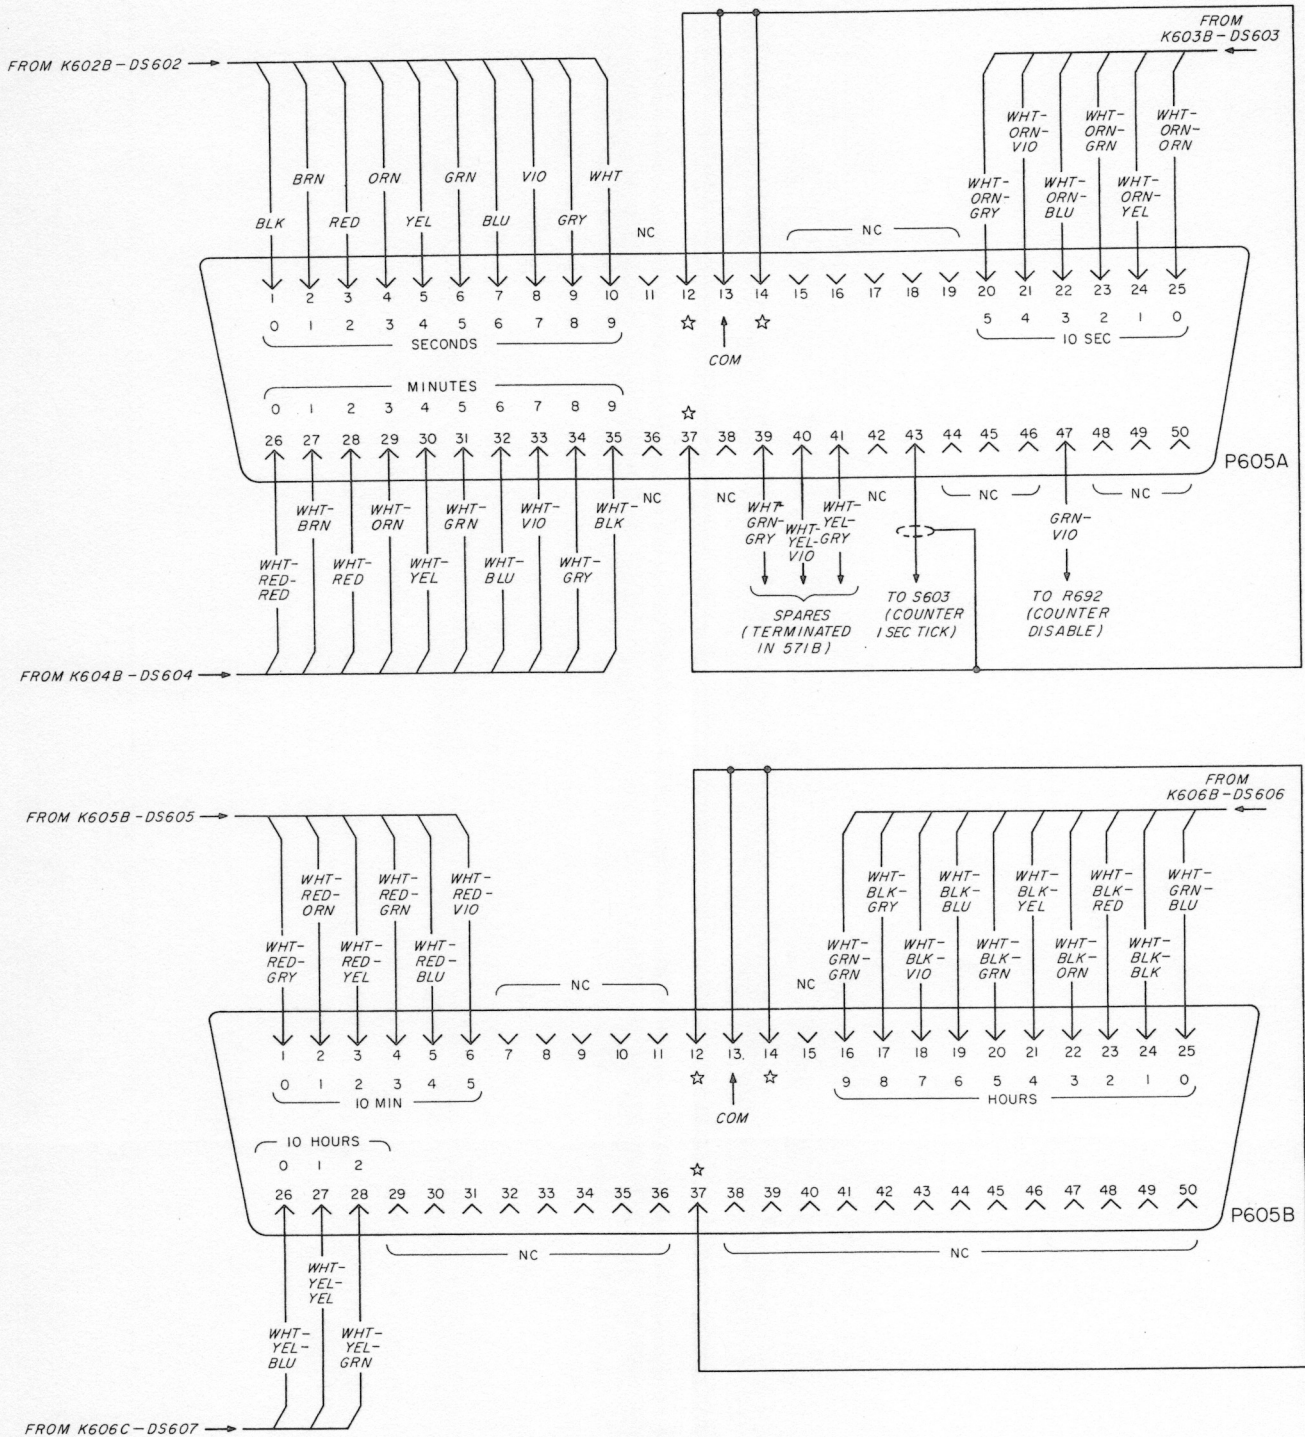 FROM K602B-DS602
FROM
K603B-DS603
BLK
BRN
RED
ORN
YEL
GRN
BLU
VIO
GRY
WHT
NC
NC
WHT-
ORN-
GRY
WHT-
ORN-
VIO
WHT-
ORN-
BLU
WHT-
ORN-
GRN
WHT-
ORN-
YEL
WHT-
ORN-
ORN
1 2 3 4 5 6 7 8 9 10 11 12 13 14 15 16 17 18 19 20 21 22 23 24 25
0 1 2 3 4 5 6 7 8 9 ☆ ☆ 5 4 3 2 1 0
SECONDS
COM
10 SEC
MINUTES
0 1 2 3 4 5 6 7 8 9 ☆
26 27 28 29 30 31 32 33 34 35 36 37 38 39 40 41 42 43 44 45 46 47 48 49 50
P605A
NC
NC
NC
NC
NC
WHT-
RED-
RED
WHT-
BRN
WHT-
RED
WHT-
ORN
WHT-
YEL
WHT-
GRN
WHT-
BLU
WHT-
VIO
WHT-
GRY
WHT-
BLK
WHT-
GRN-
GRY
WHT-
YEL-
VIO
WHT-
YEL-
GRY
GRN-
VIO
SPARES
(TERMINATED
IN 571B)
TO S603
(COUNTER
1 SEC TICK)
TO R692
(COUNTER
DISABLE)
FROM K604B-DS604
FROM K605B-DS605
FROM
K606B-DS606
WHT-
RED-
GRY
WHT-
RED-
ORN
WHT-
RED-
YEL
WHT-
RED-
GRN
WHT-
RED-
BLU
WHT-
RED-
VIO
NC
NC
WHT-
GRN-
GRN
WHT-
BLK-
GRY
WHT-
BLK-
VIO
WHT-
BLK-
BLU
WHT-
BLK-
GRN
WHT-
BLK-
YEL
WHT-
BLK-
ORN
WHT-
BLK-
RED
WHT-
BLK-
BLK
WHT-
GRN-
BLU
1 2 3 4 5 6 7 8 9 10 11 12 13. 14 15 16 17 18 19 20 21 22 23 24 25
0 1 2 3 4 5 ☆ ☆ 9 8 7 6 5 4 3 2 1 0
10 MIN
COM
HOURS
10 HOURS
0 1 2 ☆
26 27 28 29 30 31 32 33 34 35 36 37 38 39 40 41 42 43 44 45 46 47 48 49 50
P605B
NC
NC
WHT-
YEL-
BLU
WHT-
YEL-
YEL
WHT-
YEL-
GRN
FROM K606C-DS607